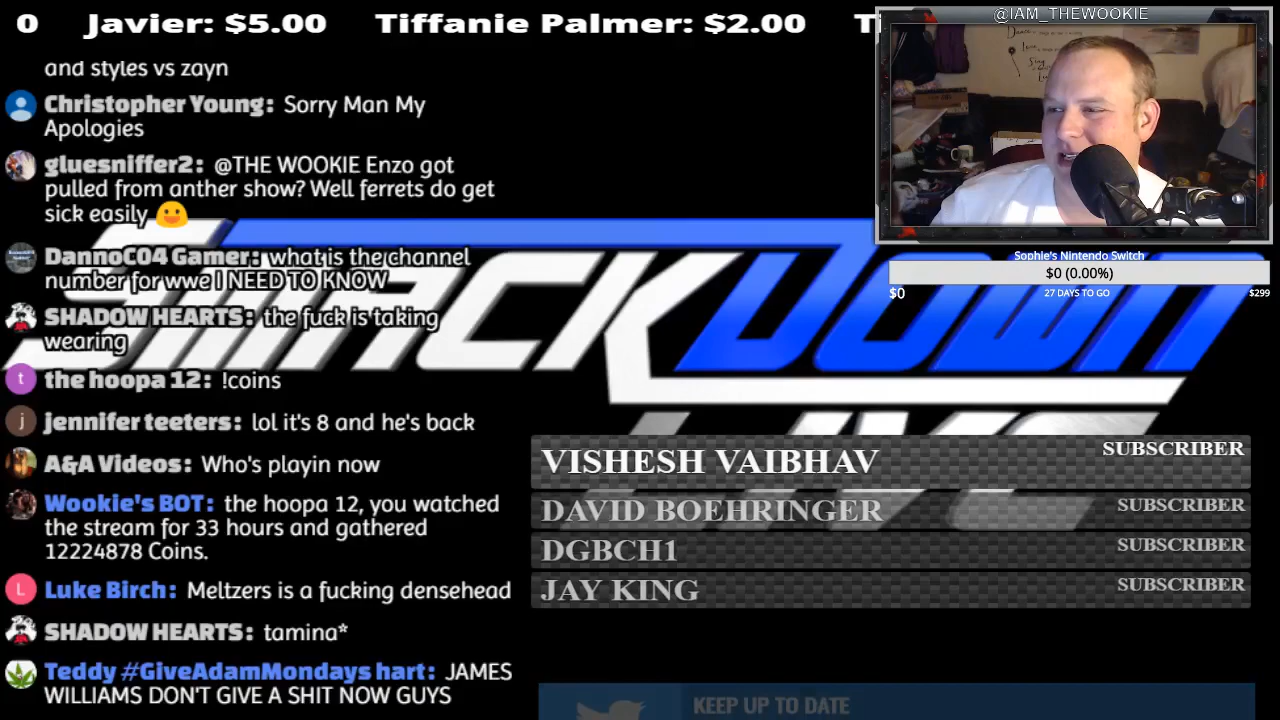 0 Javier: $5.00 Tiffanie Palmer: $2.00
@IAM_THEWOOKIE
and styles vs zayn
Christopher Young: Sorry Man My
Apologies
gluesniffer2: @THE WOOKIE Enzo got
pulled from anther show? Well ferrets do get
sick easily 😃
DannoC04 Gamer: what is the channel
number for wwe I NEED TO KNOW
SHADOW HEARTS: the fuck is taking
wearing
the hoopa 12: !coins
jennifer teeters: lol it's 8 and he's back
A&A Videos: Who's playin now
Wookie's BOT: the hoopa 12, you watched
the stream for 33 hours and gathered
12224878 Coins.
Luke Birch: Meltzers is a fucking densehead
SHADOW HEARTS: tamina*
Teddy #GiveAdamMondays hart: JAMES
WILLIAMS DON'T GIVE A SHIT NOW GUYS
Sophie's Nintendo Switch
$0 (0.00%)
$0 27 DAYS TO GO $299
SMACKDOWN
LIVE
VISHESH VAIBHAV SUBSCRIBER
DAVID BOEHRINGER SUBSCRIBER
DGBCH1 SUBSCRIBER
JAY KING SUBSCRIBER
KEEP UP TO DATE